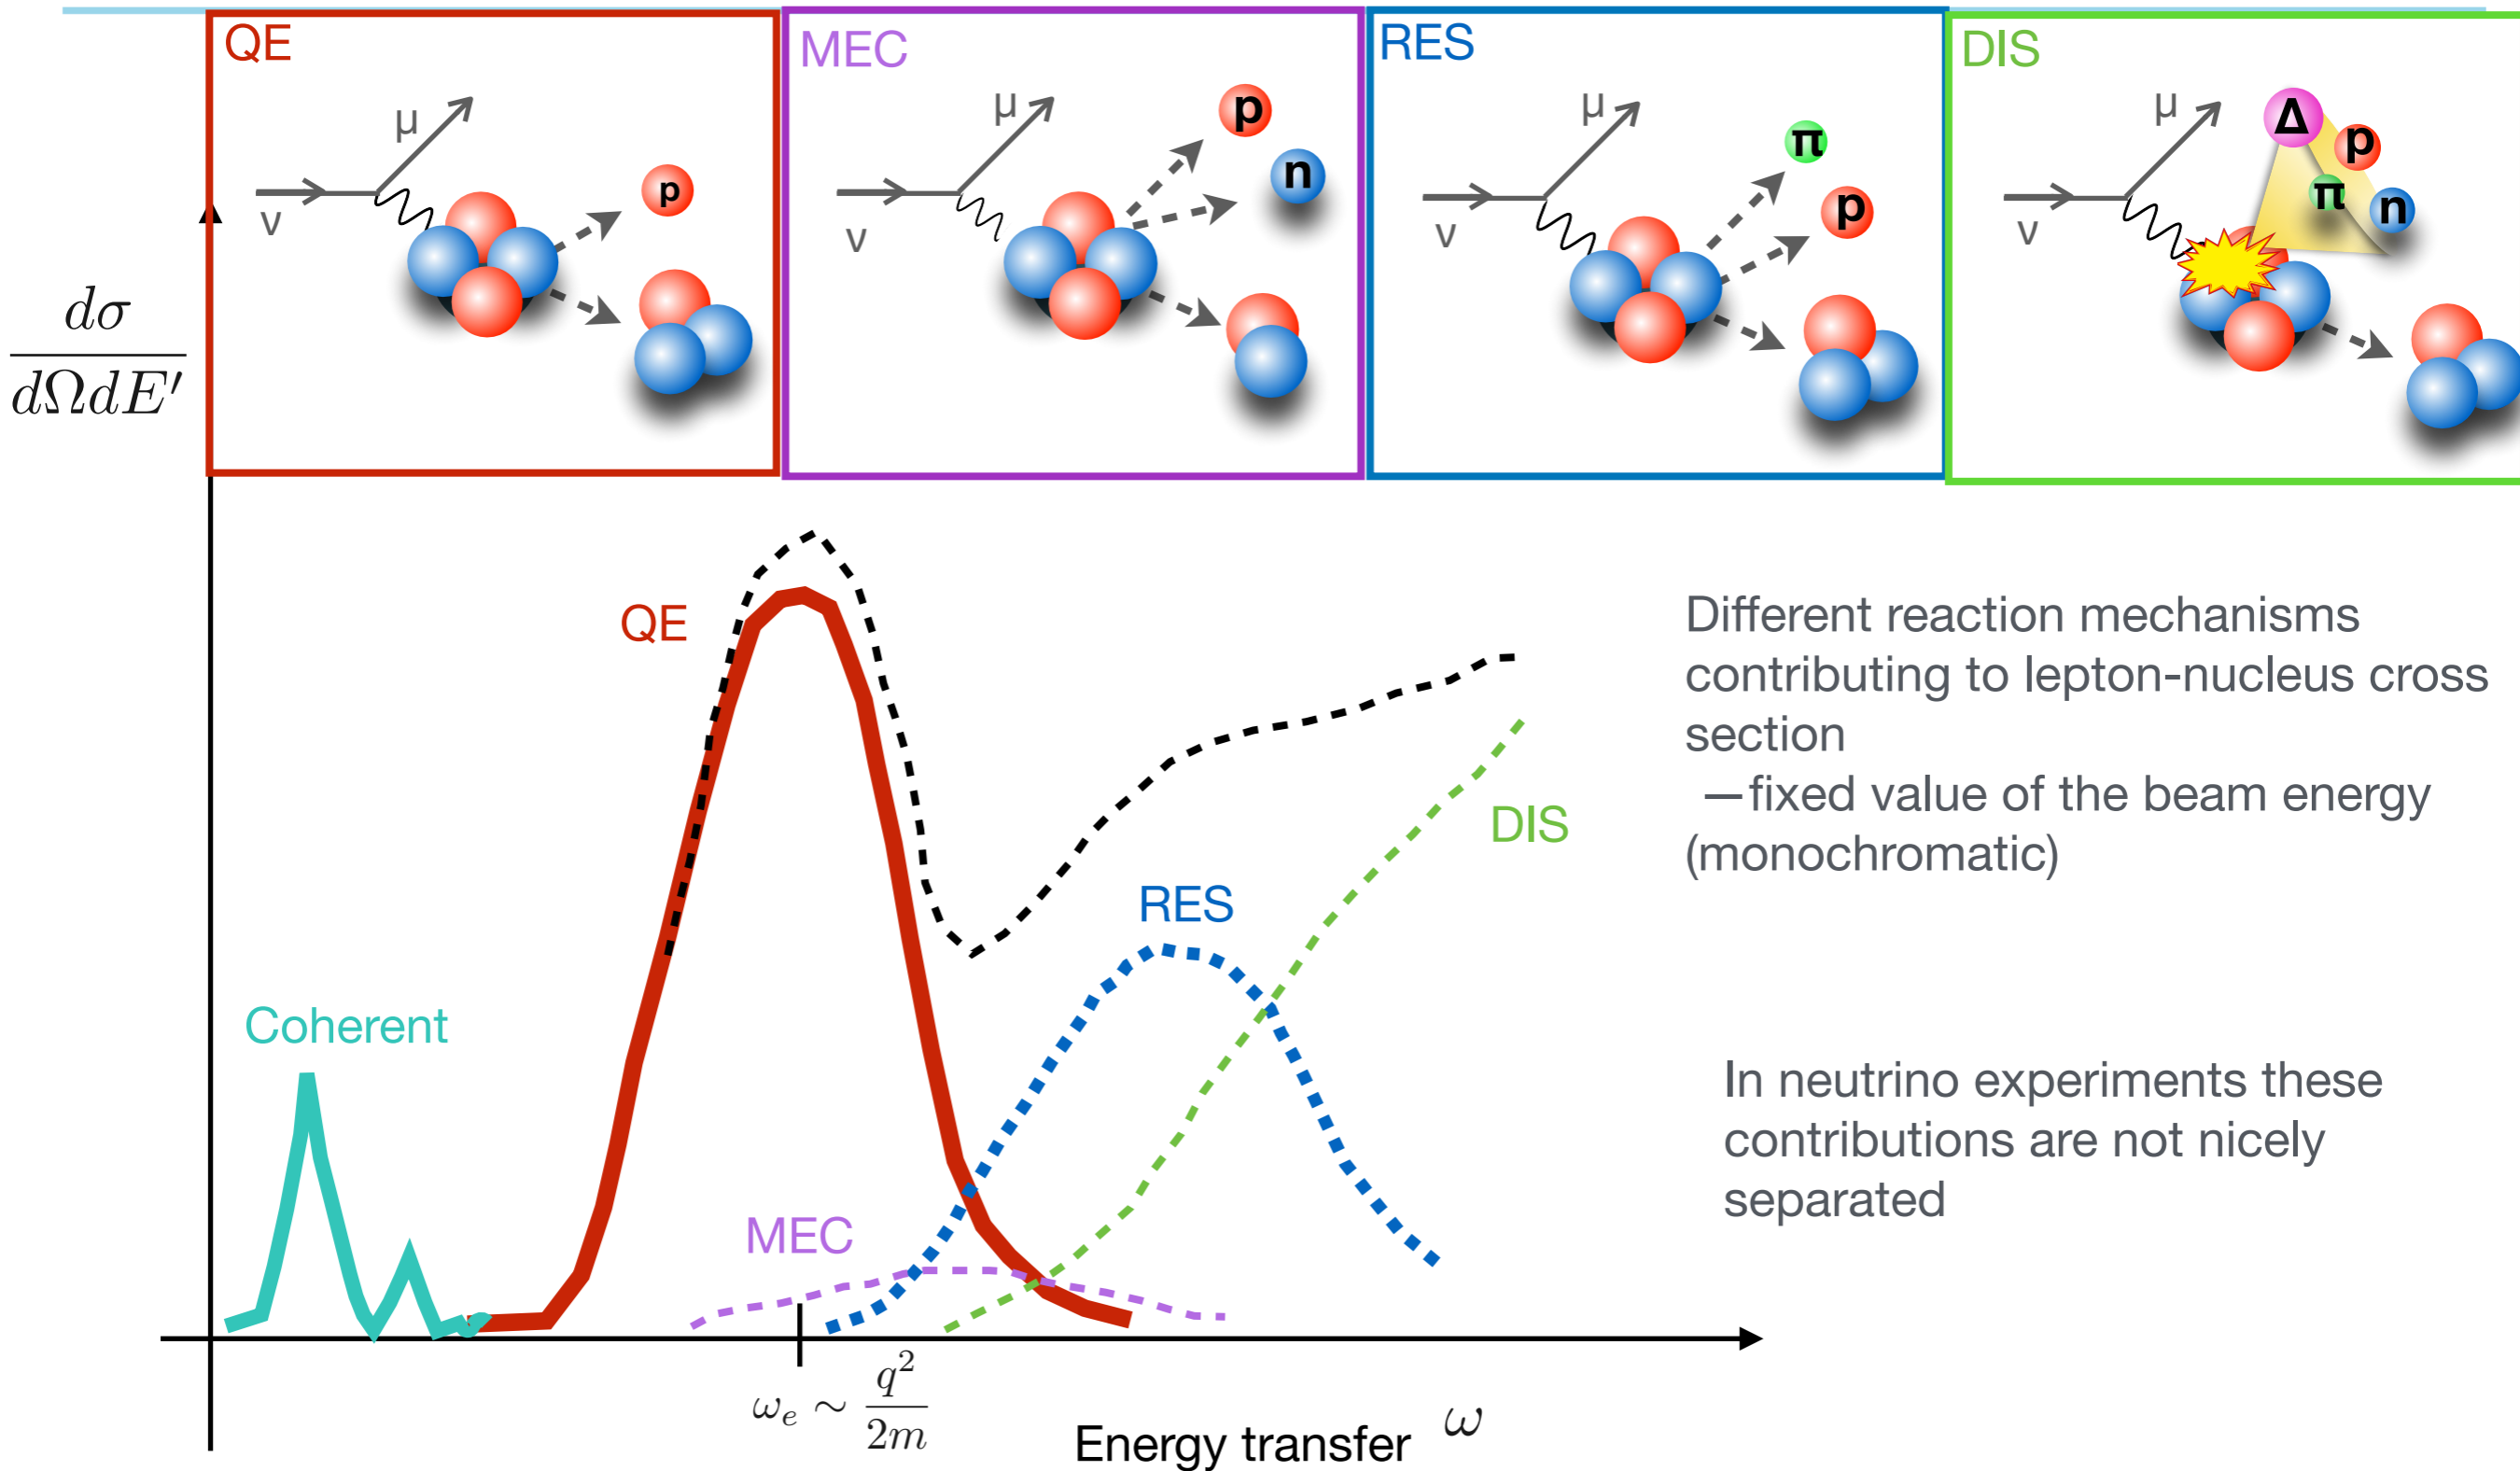 QE
μ
ν
p
MEC
μ
ν
p
n
RES
μ
ν
π
p
DIS
μ
ν
Δ
p
π
n
dσ
dΩdE′
QE
Different reaction mechanisms
contributing to lepton-nucleus cross
section
—fixed value of the beam energy
(monochromatic)
DIS
RES
Coherent
In neutrino experiments these
contributions are not nicely
separated
MEC
ωₑ ∼ q²/2m
Energy transfer ω